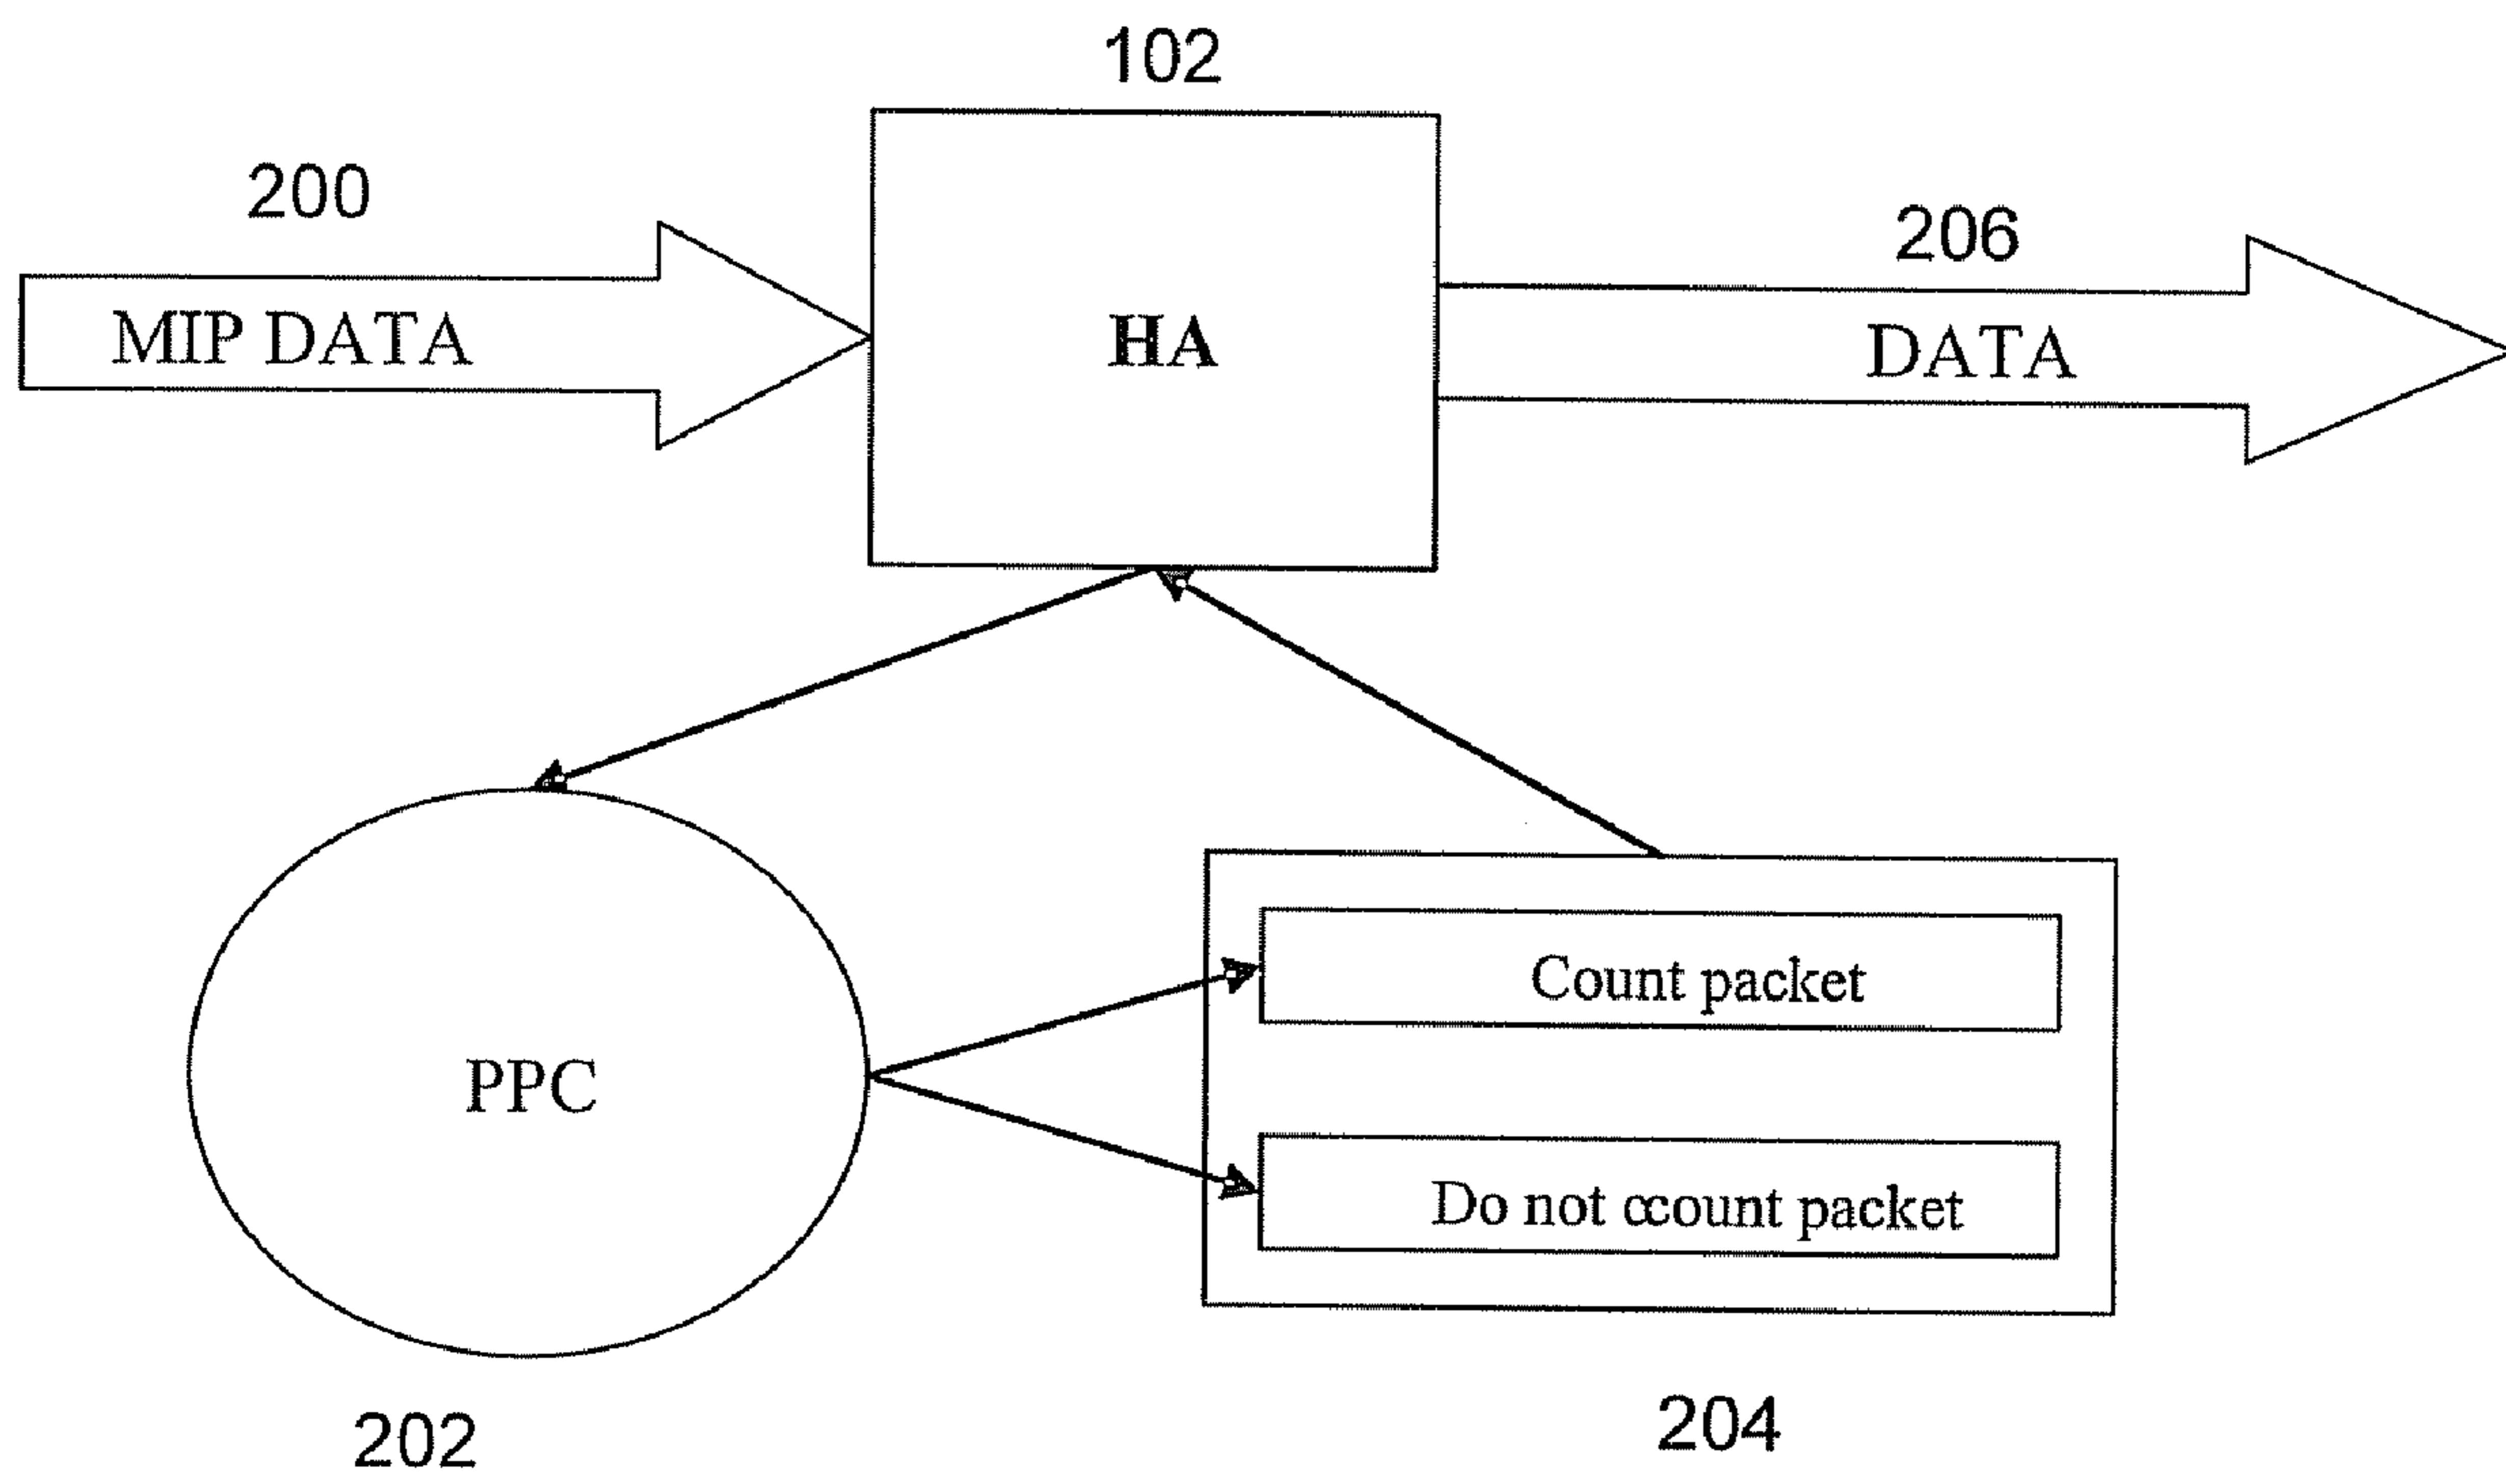 102
200
206
MIP DATA
HA
DATA
Count packet
PPC
Do not ccount packet
204
202